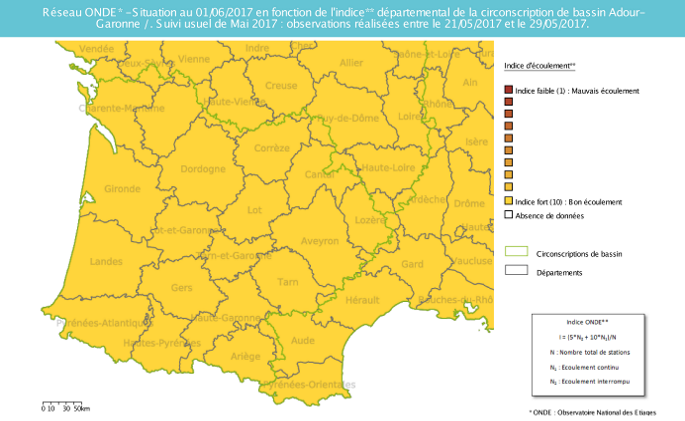 Réseau ONDE* -Situation au 01/06/2017 en fonction de l'indice** départemental de la circonscription de bassin Adour-
Garonne /. Suivi usuel de Mai 2017 : observations réalisées entre le 21/05/2017 et le 29/05/2017.
Vendée
Deux-Sèvres
Vienne
Indre
Cher
Allier
Saône-et-Loire
Ain
Charente-Maritime
Haute-Vienne
Creuse
Puy-de-Dôme
Loire
Rhône
Isère
Corrèze
Dordogne
Cantal
Haute-Loire
Gironde
Ardèche
Drôme
Lot
Lozère
Hautes
Lot-et-Garonne
Aveyron
Landes
Tarn-et-Garonne
Gard
Vaucluse
Gers
Tarn
Hérault
Bouches-du-Rhô
Pyrénées-Atlantiques
Haute-Garonne
Hautes-Pyrénées
Aude
Ariège
Pyrénées-Orientales
0 10 30 50km
Indice d'écoulement**
Indice faible (1) : Mauvais écoulement
Indice fort (10) : Bon écoulement
Absence de données
Circonscriptions de bassin
Départements
Indice ONDE**
I = (5*N₂ + 10*N₁)/N
N : Nombre total de stations
N₁ : Ecoulement continu
N₂ : Ecoulement interrompu
* ONDE : Observatoire National des Etiages